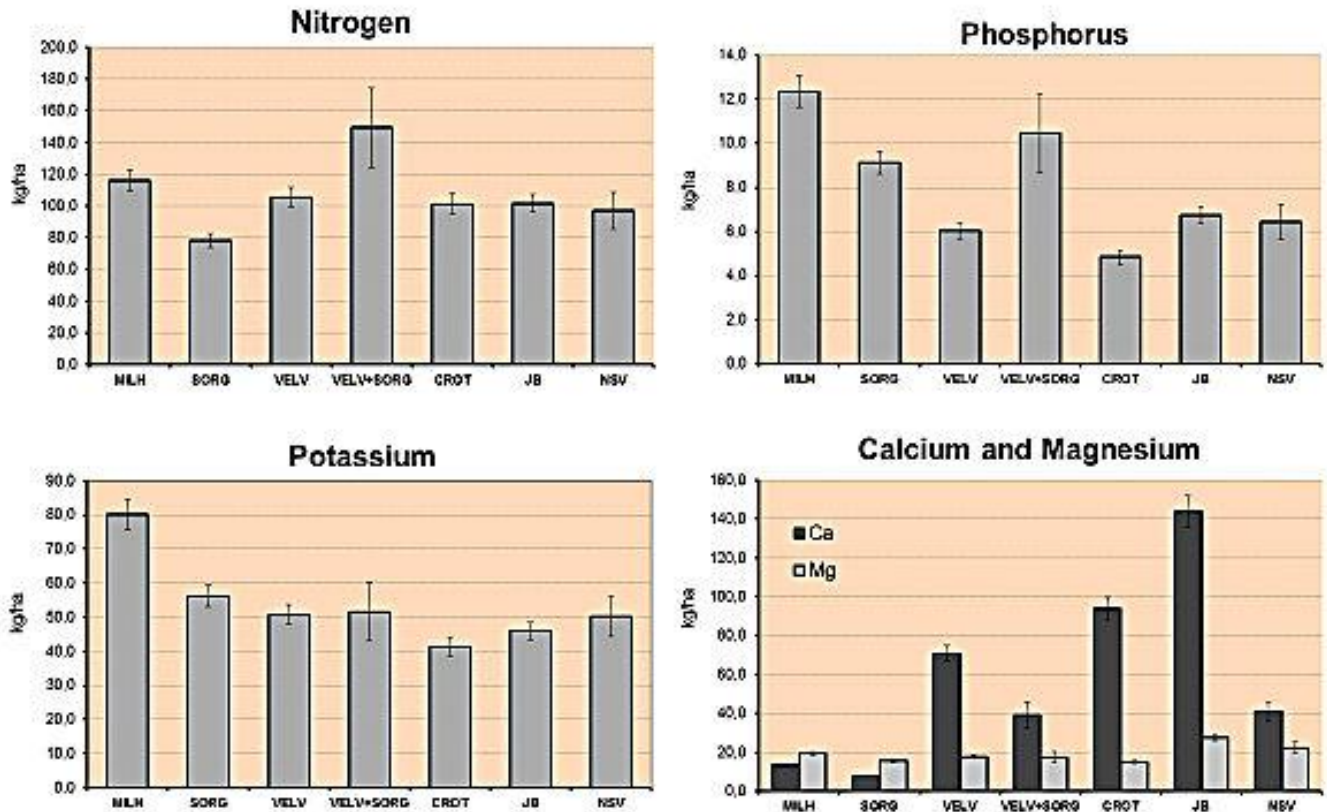 Nitrogen
200,0
180,0
160,0
140,0
120,0
100,0
80,0
60,0
40,0
20,0
0,0
kg/ha
MILH SORG VELV VELV+SORG CROT JB NSV
Phosphorus
14,0
12,0
10,0
8,0
6,0
4,0
2,0
0,0
kg/ha
MILH SORG VELV VELV+SORG CROT JB NSV
Potassium
90,0
80,0
70,0
60,0
50,0
40,0
30,0
20,0
10,0
0,0
kg/ha
MILH SORG VELV VELV+SORG CROT JB NSV
Calcium and Magnesium
160,0
140,0
120,0
100,0
80,0
60,0
40,0
20,0
0,0
kg/ha
Ca
Mg
MILH SORG VELV VELV+SORG CROT JB NSV